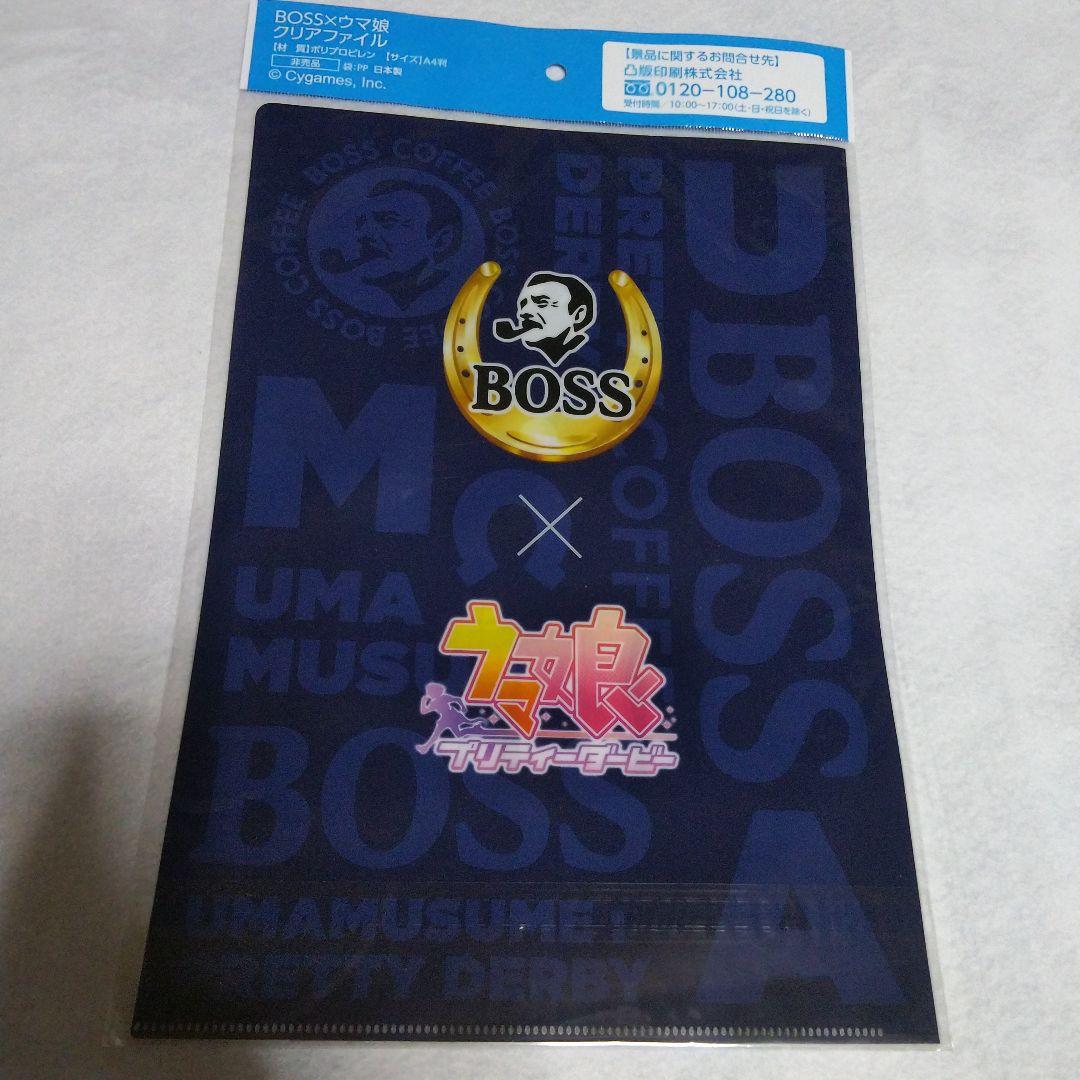 BOSS×ウマ娘
クリアファイル
【材 質】ポリプロピレン 【サイズ】A4判
非売品 袋:PP 日本製
© Cygames, Inc.
【景品に関するお問合せ先】
凸版印刷株式会社
0120-108-280
受付時間/10:00~17:00(土・日・祝日を除く)
BOSS COFFEE BOSS
COFFEE BOSS
PRET
DER
COFFE
BOSS
BOSS
×
M
C
UMA
MUSU
ウマ娘
プリティーダービー
BOSS
A
UMAMUSUME
RETTY DERBY